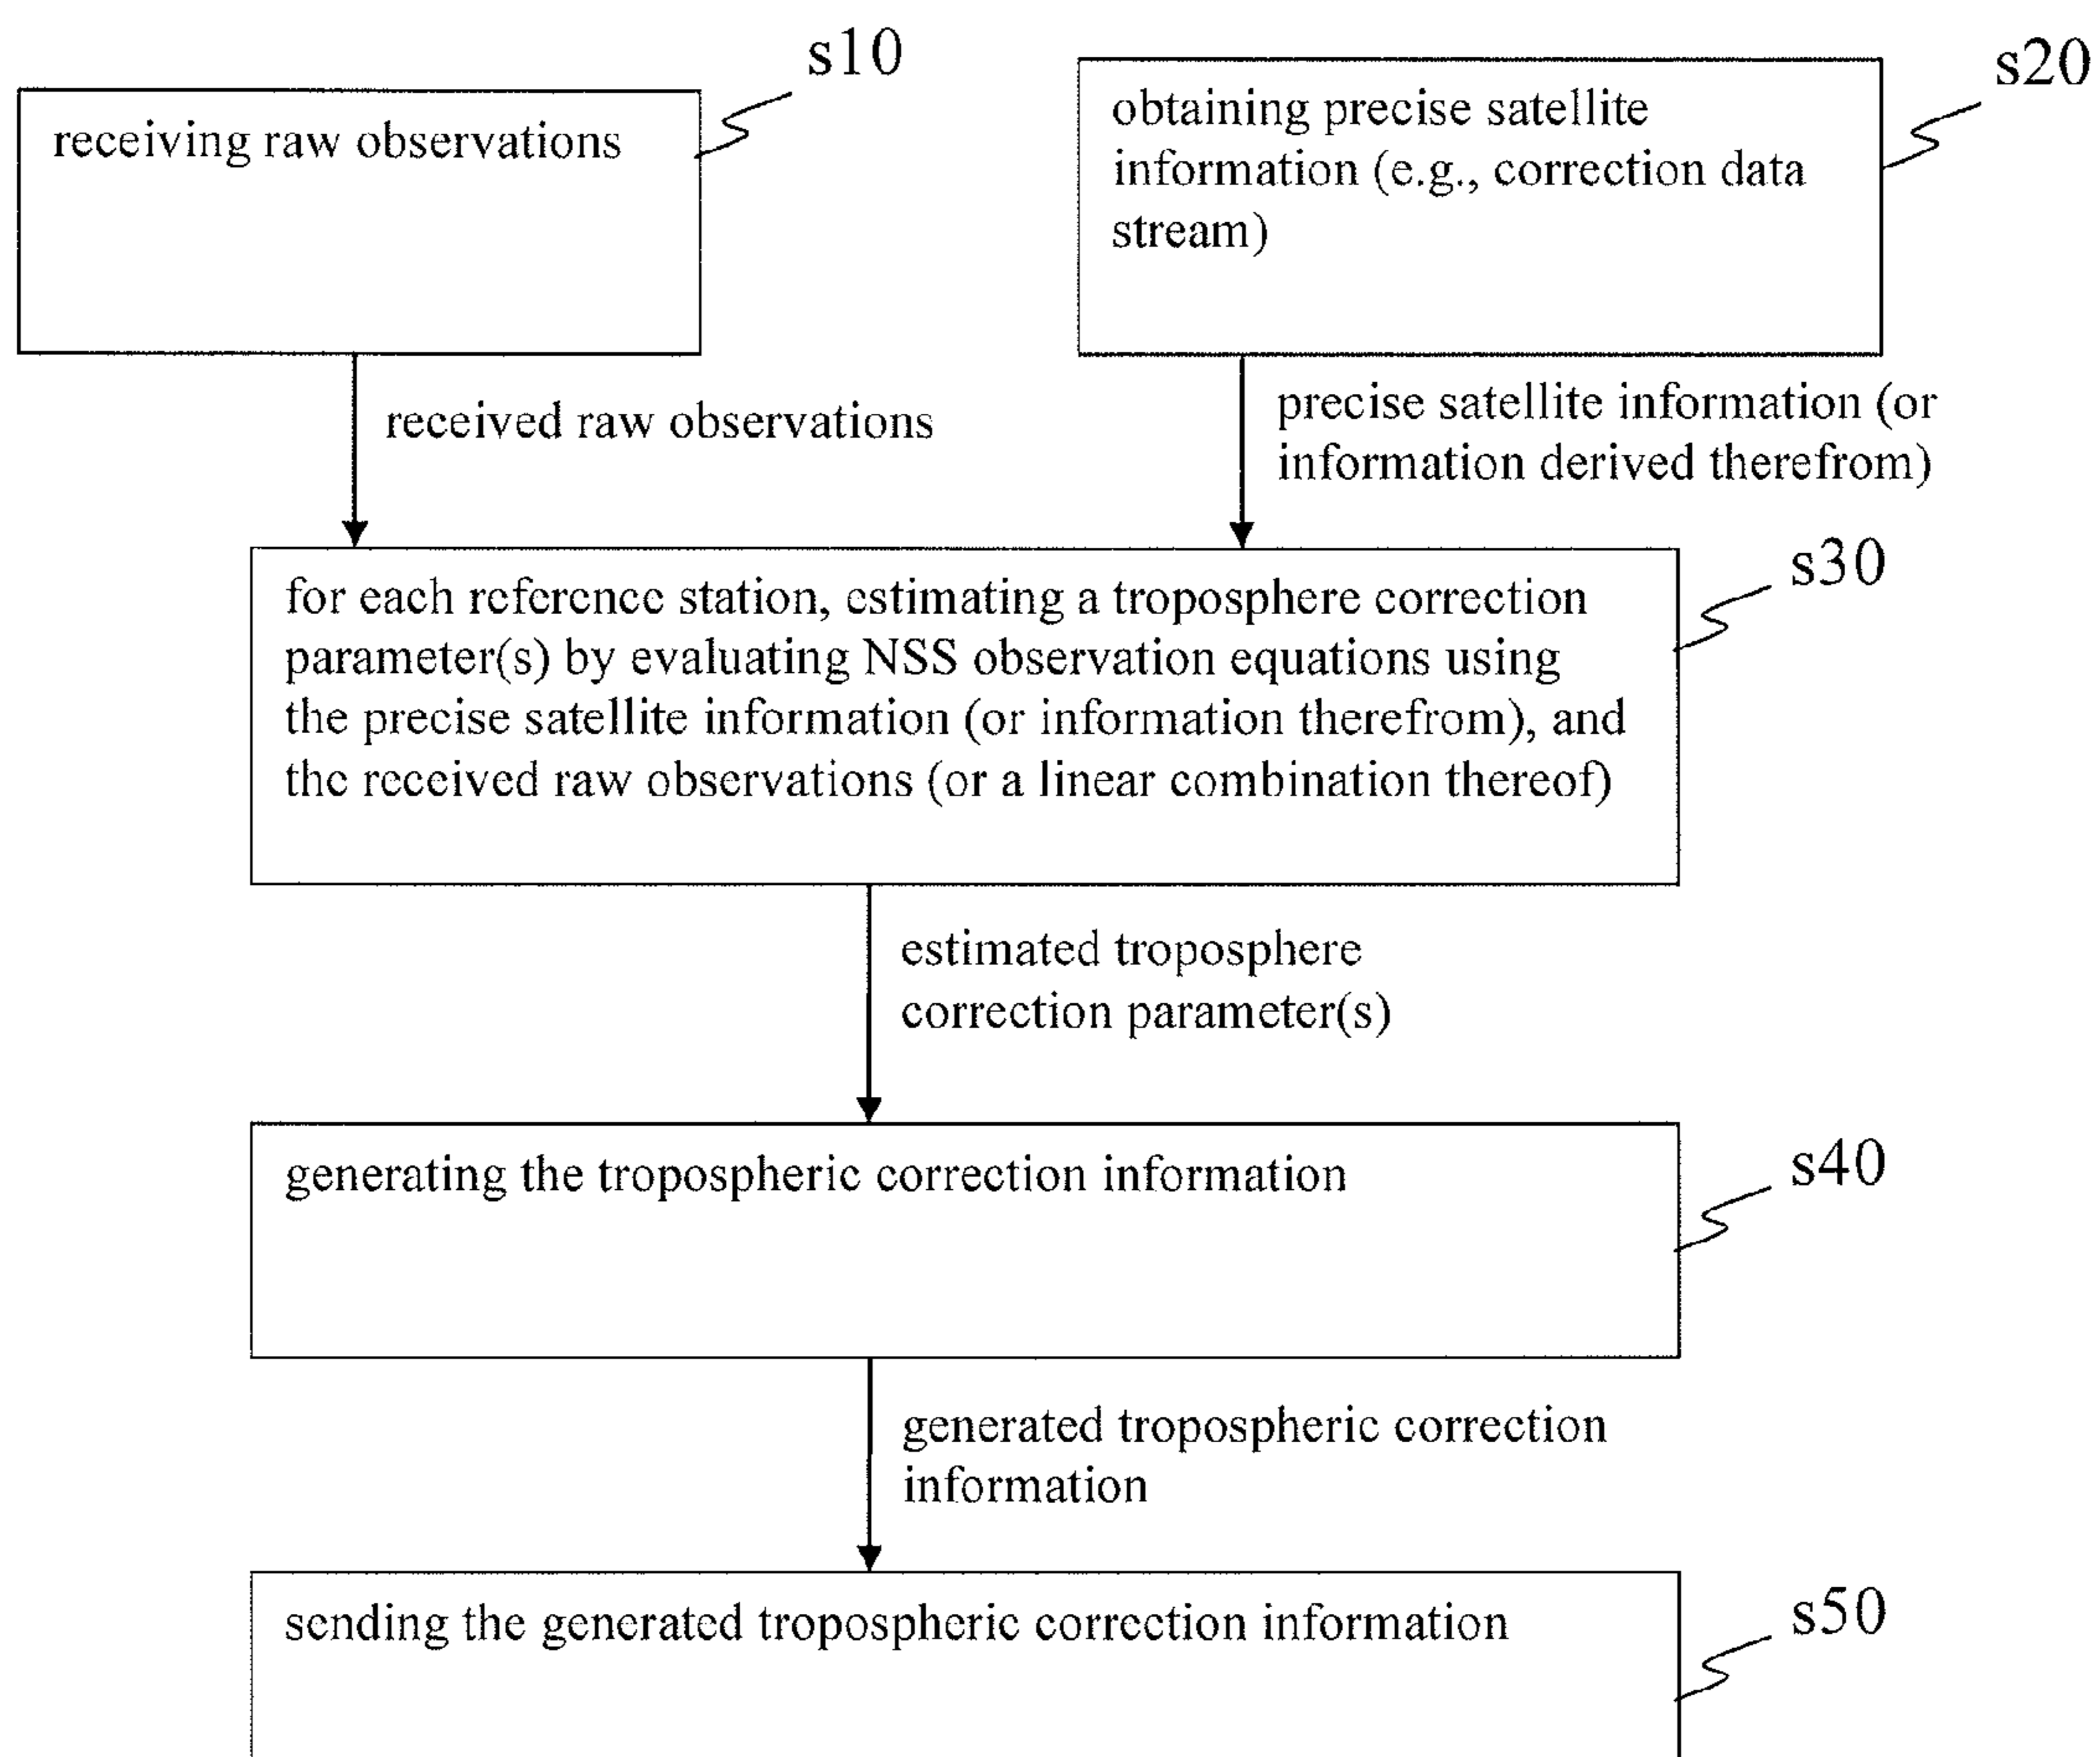 s10
receiving raw observations
s20
obtaining precise satellite
information (e.g., correction data
stream)
received raw observations
precise satellite information (or
information derived therefrom)
s30
for each reference station, estimating a troposphere correction
parameter(s) by evaluating NSS observation equations using
the precise satellite information (or information therefrom), and
the received raw observations (or a linear combination thereof)
estimated troposphere
correction parameter(s)
s40
generating the tropospheric correction information
generated tropospheric correction
information
s50
sending the generated tropospheric correction information